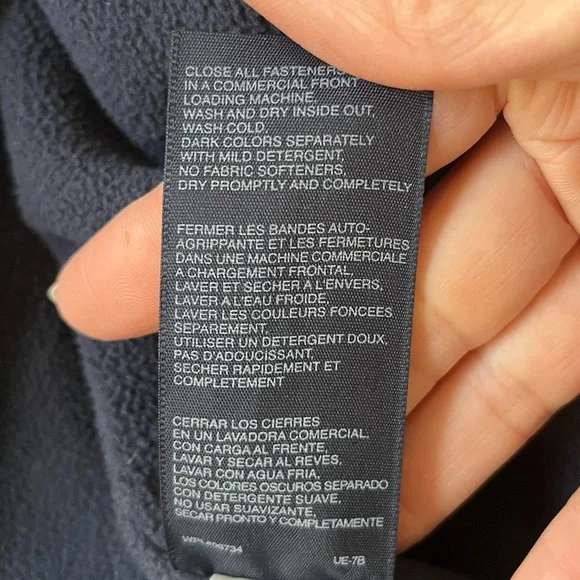 CLOSE ALL FASTENERS
IN A COMMERCIAL FRONT
LOADING MACHINE,
WASH AND DRY INSIDE OUT,
WASH COLD,
DARK COLORS SEPARATELY
WITH MILD DETERGENT,
NO FABRIC SOFTENERS,
DRY PROMPTLY AND COMPLETELY
FERMER LES BANDES AUTO-
AGRIPPANTE ET LES FERMETURES
DANS UNE MACHINE COMMERCIALE
A CHARGEMENT FRONTAL,
LAVER ET SECHER A L'ENVERS,
LAVER A L'EAU FROIDE,
LAVER LES COULEURS FONCEES
SEPAREMENT,
UTILISER UN DETERGENT DOUX,
PAS D'ADOUCISSANT,
SECHER RAPIDEMENT ET
COMPLETEMENT
CERRAR LOS CIERRES
EN UN LAVADORA COMERCIAL,
CON CARGA AL FRENTE,
LAVAR Y SECAR AL REVES,
LAVAR CON AGUA FRIA,
LOS COLORES OSCUROS SEPARADO
CON DETERGENTE SUAVE,
NO USAR SUAVIZANTE,
SECAR PRONTO Y COMPLETAMENTE
UE-7B